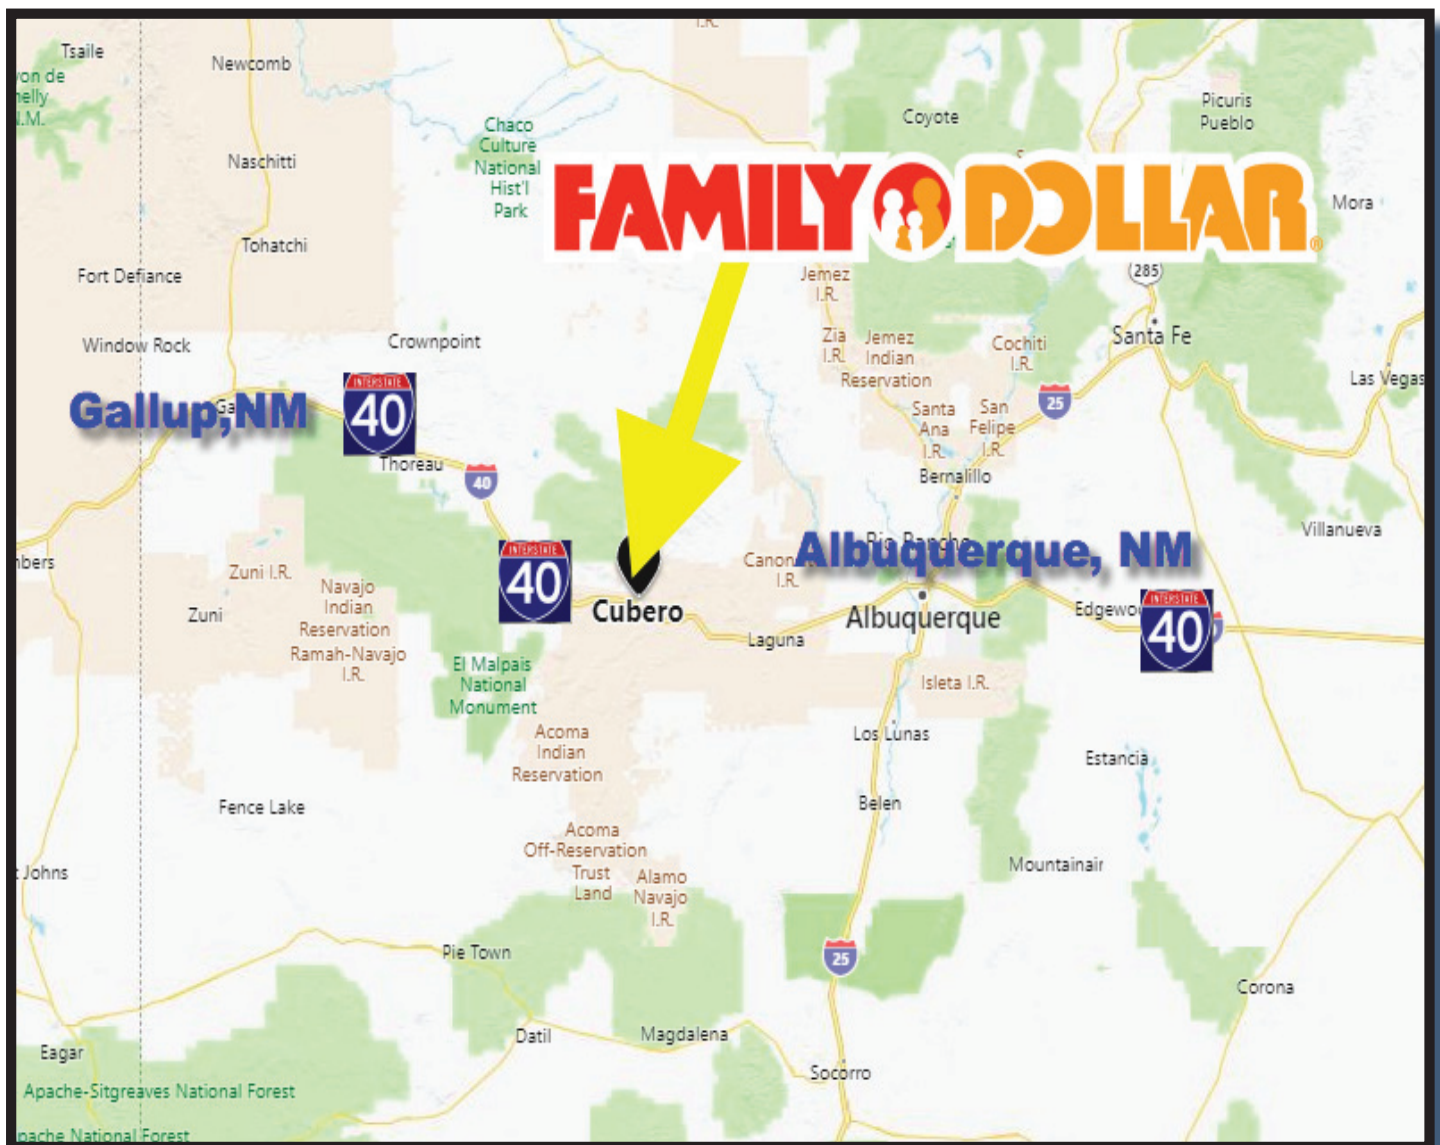 I.R.
Tsaile
Newcomb
yon de
helly
N.M.
Picuris
Pueblo
Coyote
Chaco
Culture
National
Hist'l
Park
Naschitti
FAMILY DOLLAR®
Mora
Tohatchi
Fort Defiance
Jemez
I.R.
285
Window Rock
Crownpoint
Zia
I.R.
Jemez
Indian
Reservation
Cochiti
I.R.
Santa Fe
Las Vegas
Gallup,NM
INTERSTATE
40
Santa
Ana
I.R.
San
Felipe
I.R.
25
Thoreau
40
Bernalillo
Villanueva
Rio Rancho
Albuquerque, NM
mbers
Zuni I.R.
INTERSTATE
40
Canon
I.R.
Navajo
Indian
Reservation
Zuni
Cubero
Albuquerque
Edgewoo
INTERSTATE
40
Laguna
Ramah-Navajo
I.R.
El Malpais
National
Monument
Isleta I.R.
Acoma
Indian
Reservation
Los Lunas
Estancia
Fence Lake
Belen
Acoma
Off-Reservation
Trust
Land
Alamo
Navajo
I.R.
Mountainair
t Johns
Pie Town
25
Corona
Datil
Magdalena
Eagar
Socorro
Apache-Sitgreaves National Forest
pache National Forest